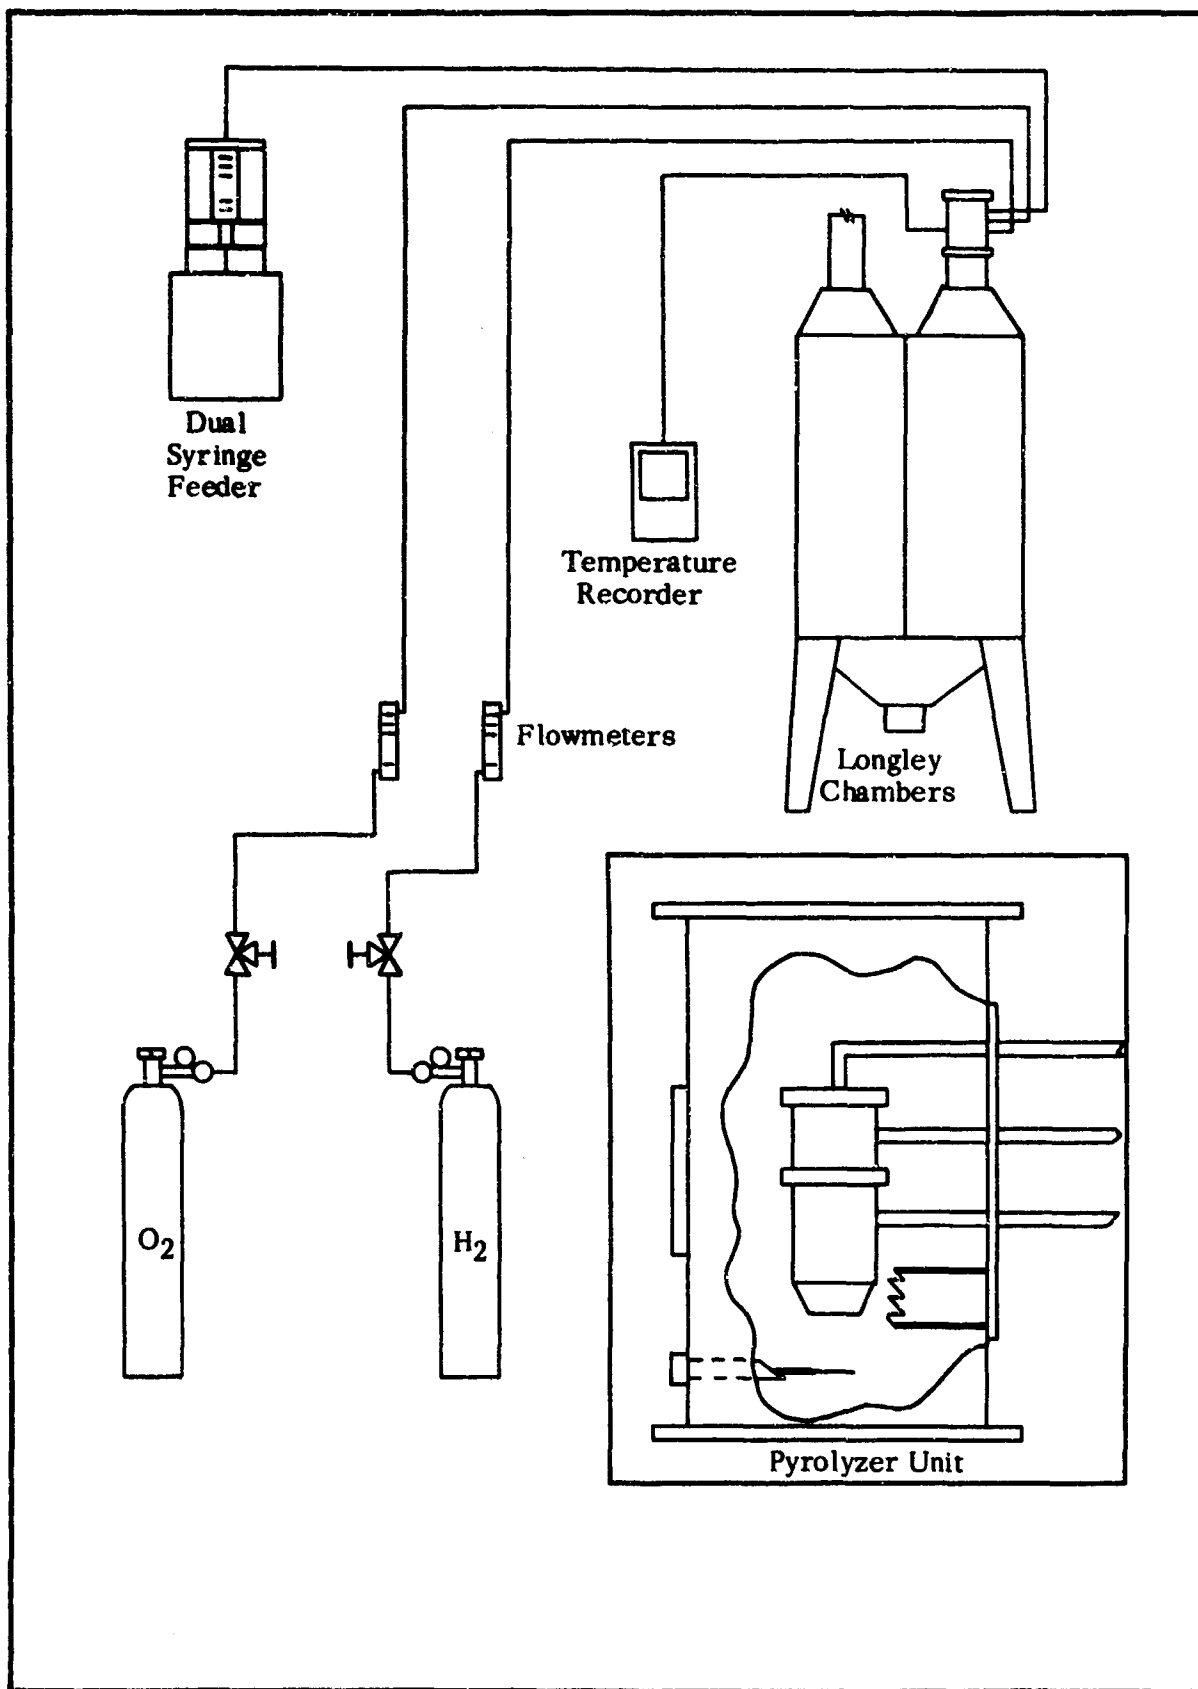 Dual
Syringe
Feeder
Temperature
Recorder
Flowmeters
Longley
Chambers
O2
H2
Pyrolyzer Unit